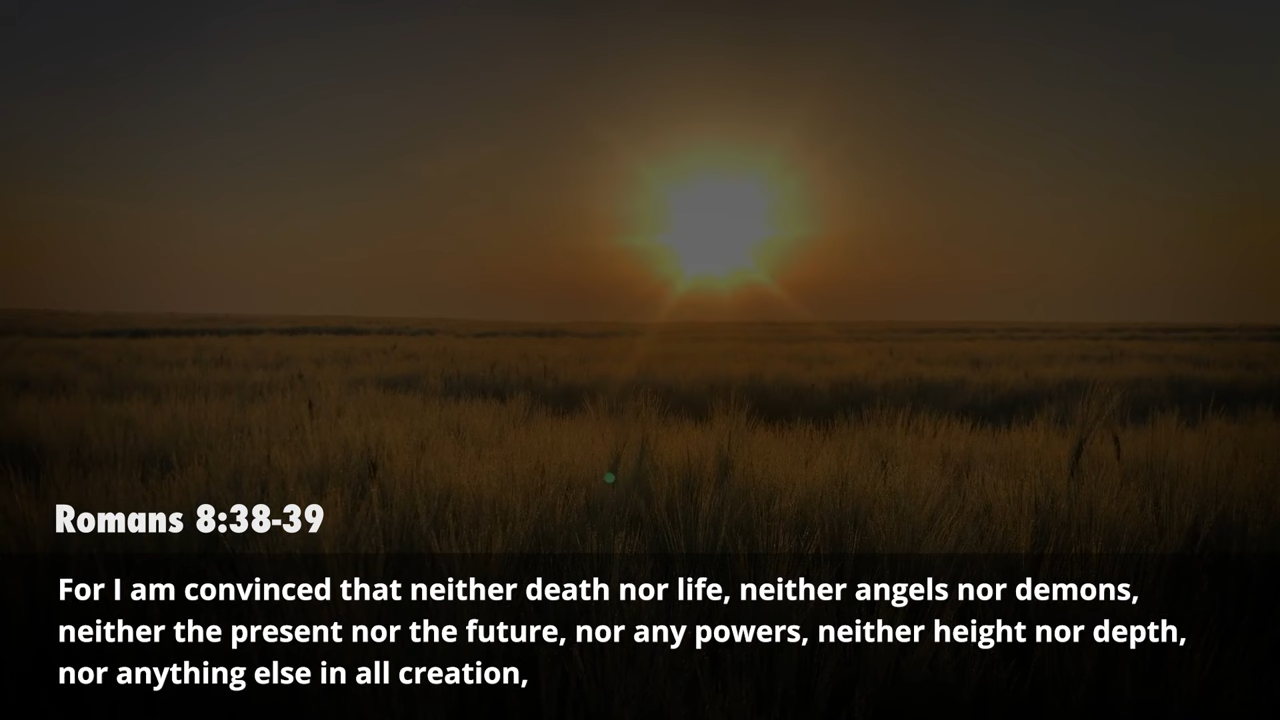 Romans 8:38-39
For I am convinced that neither death nor life, neither angels nor demons,
neither the present nor the future, nor any powers, neither height nor depth,
nor anything else in all creation,